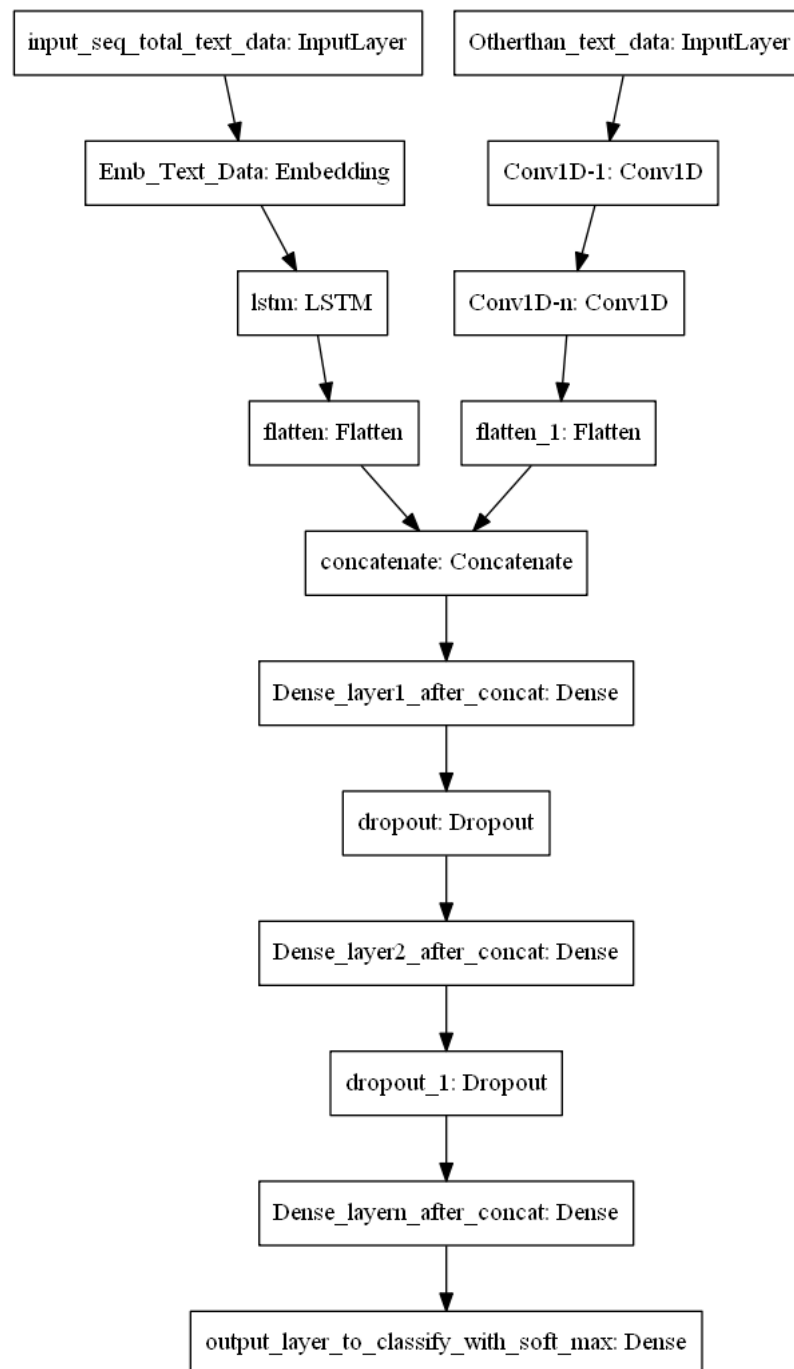 input_seq_total_text_data: InputLayer
Otherthan_text_data: InputLayer
Emb_Text_Data: Embedding
Conv1D-1: Conv1D
lstm: LSTM
Conv1D-n: Conv1D
flatten: Flatten
flatten_1: Flatten
concatenate: Concatenate
Dense_layer1_after_concat: Dense
dropout: Dropout
Dense_layer2_after_concat: Dense
dropout_1: Dropout
Dense_layern_after_concat: Dense
output_layer_to_classify_with_soft_max: Dense